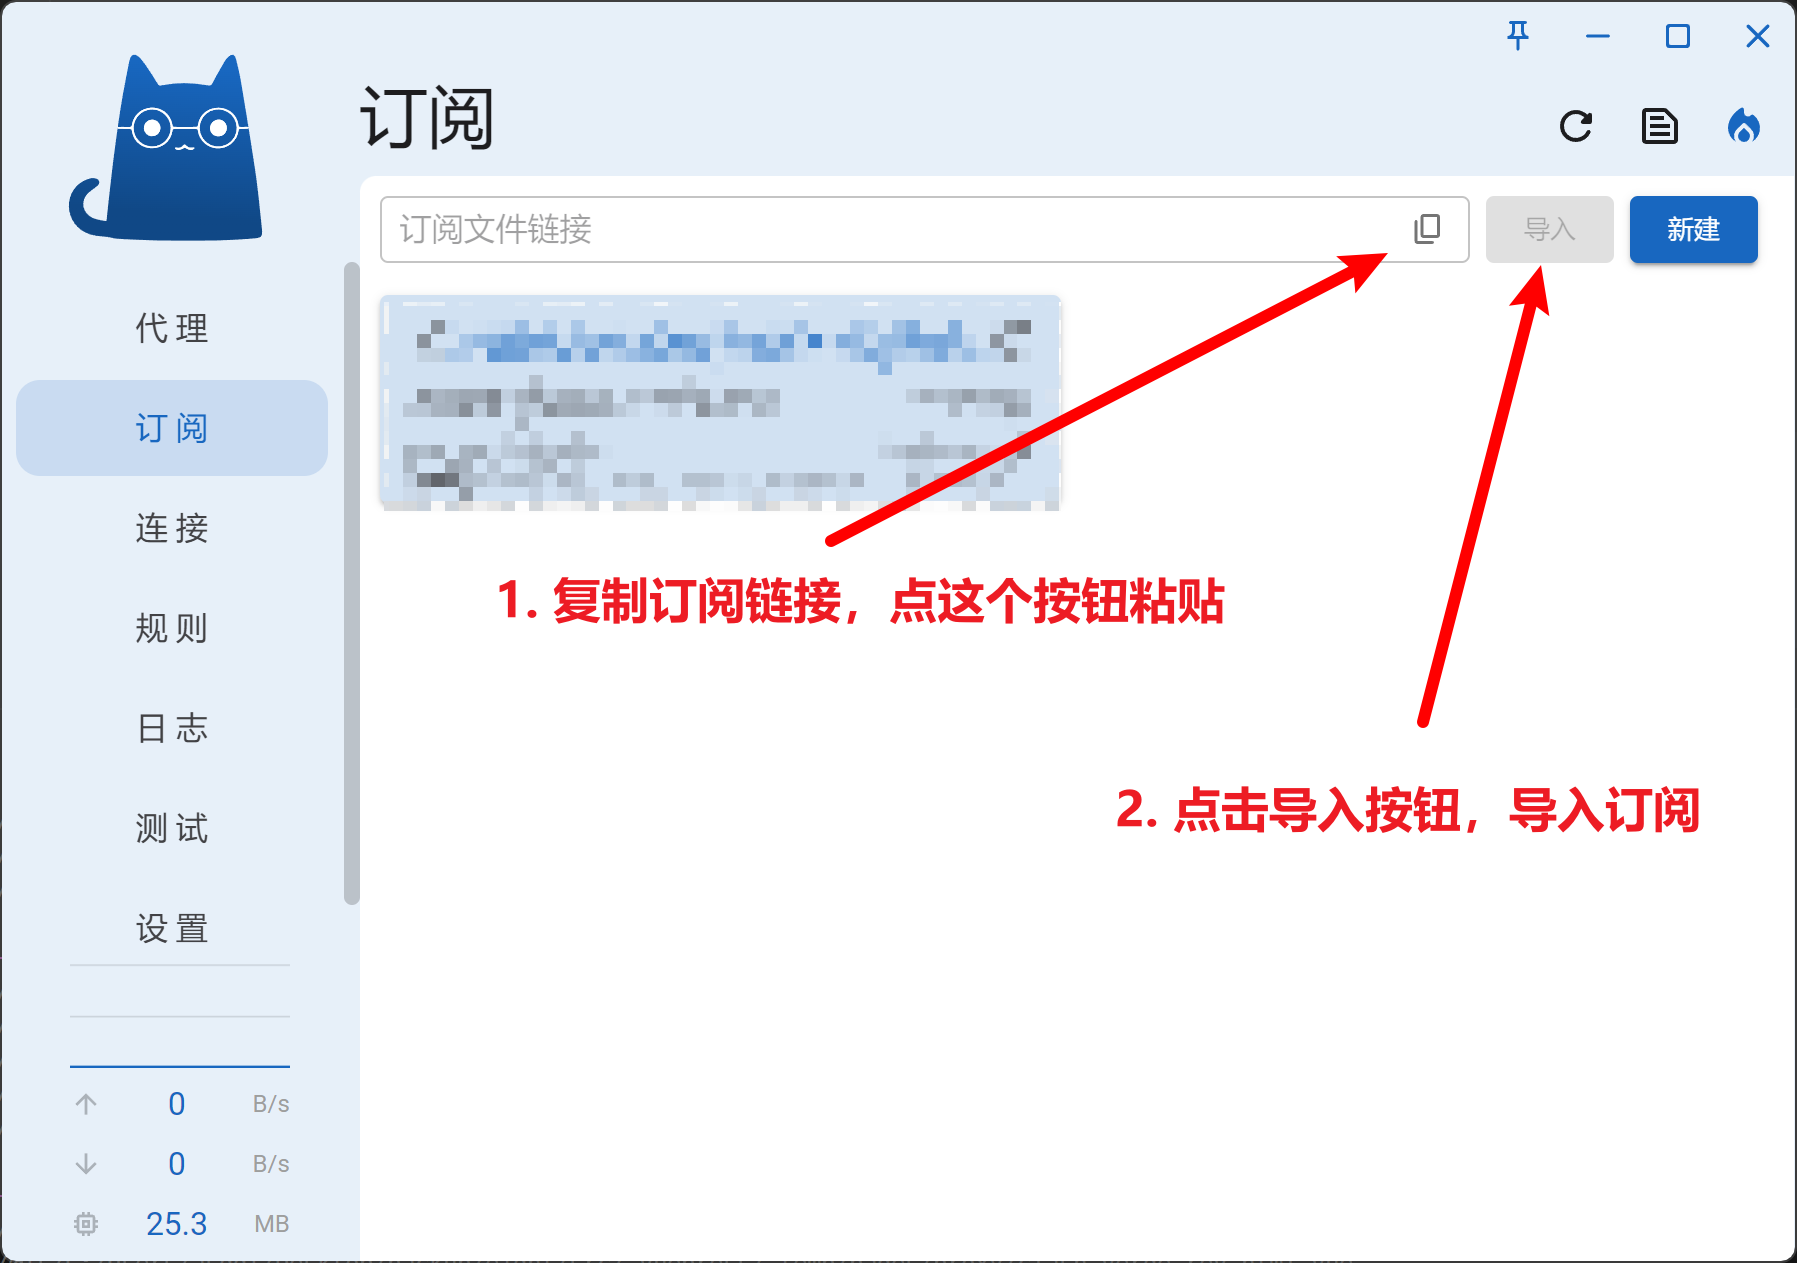 订阅
订阅文件链接
导入
新建
代理
订阅
连接
规则
日志
测试
设置
1. 复制订阅链接，点这个按钮粘贴
2. 点击导入按钮，导入订阅
0 B/s
0 B/s
25.3 MB